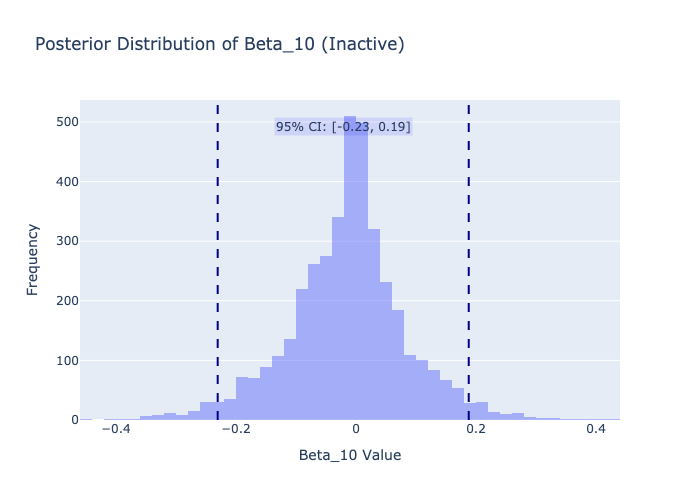 Posterior Distribution of Beta_10 (Inactive)
95% CI: [-0.23, 0.19]
500
400
300
200
100
0
Frequency
−0.4
−0.2
0
0.2
0.4
Beta_10 Value